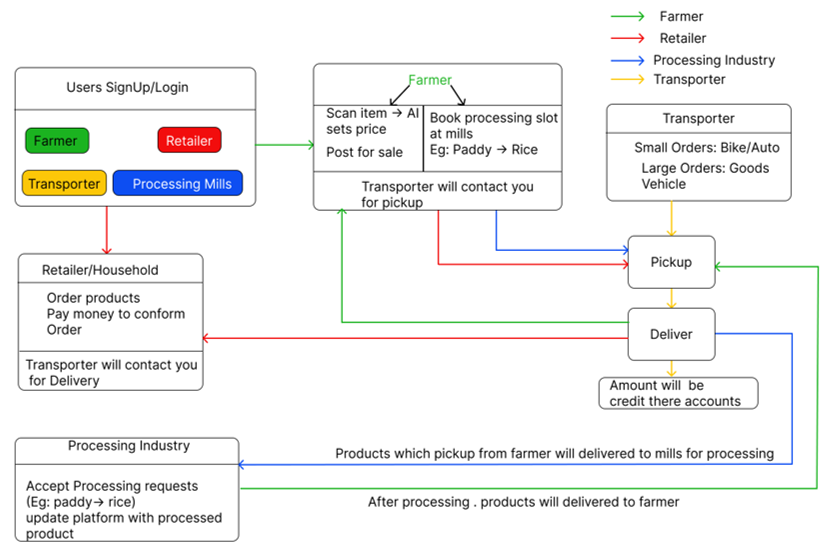 Farmer
Retailer
Processing Industry
Transporter
Users SignUp/Login
Farmer
Retailer
Transporter
Processing Mills
Farmer
Scan item → AI
sets price
Post for sale
Book processing slot
at mills
Eg: Paddy → Rice
Transporter will contact you
for pickup
Transporter
Small Orders: Bike/Auto
Large Orders: Goods
Vehicle
Pickup
Deliver
Amount will be
credit there accounts
Retailer/Household
Order products
Pay money to conform
Order
Transporter will contact you
for Delivery
Processing Industry
Accept Processing requests
(Eg: paddy→ rice)
update platform with processed
product
Products which pickup from farmer will delivered to mills for processing
After processing . products will delivered to farmer